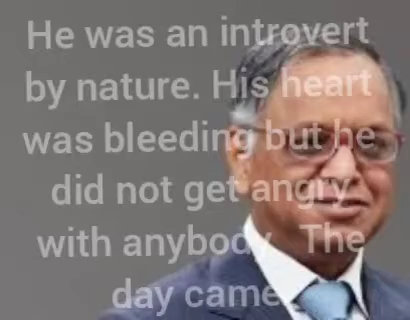 He was an introvert
by nature. His heart
was bleeding but he
did not get angry
with anybody. The
day came